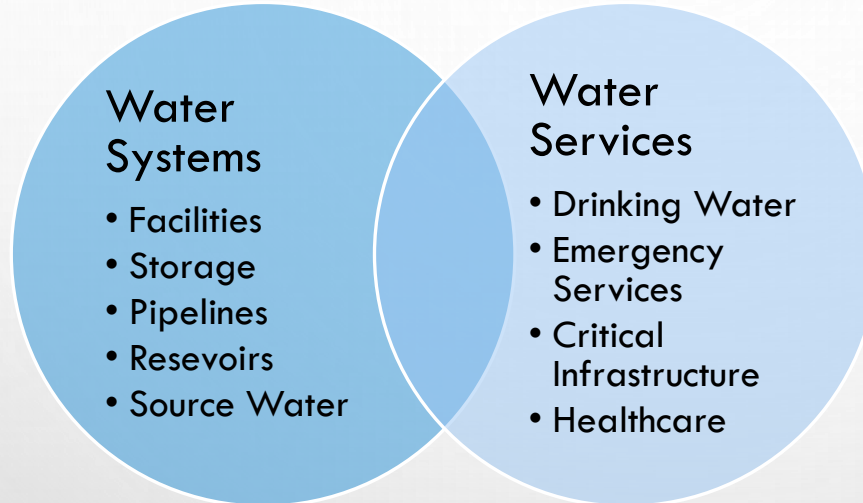 Water
Systems
• Facilities
• Storage
• Pipelines
• Resevoirs
• Source Water
Water
Services
• Drinking Water
• Emergency
Services
• Critical
Infrastructure
• Healthcare